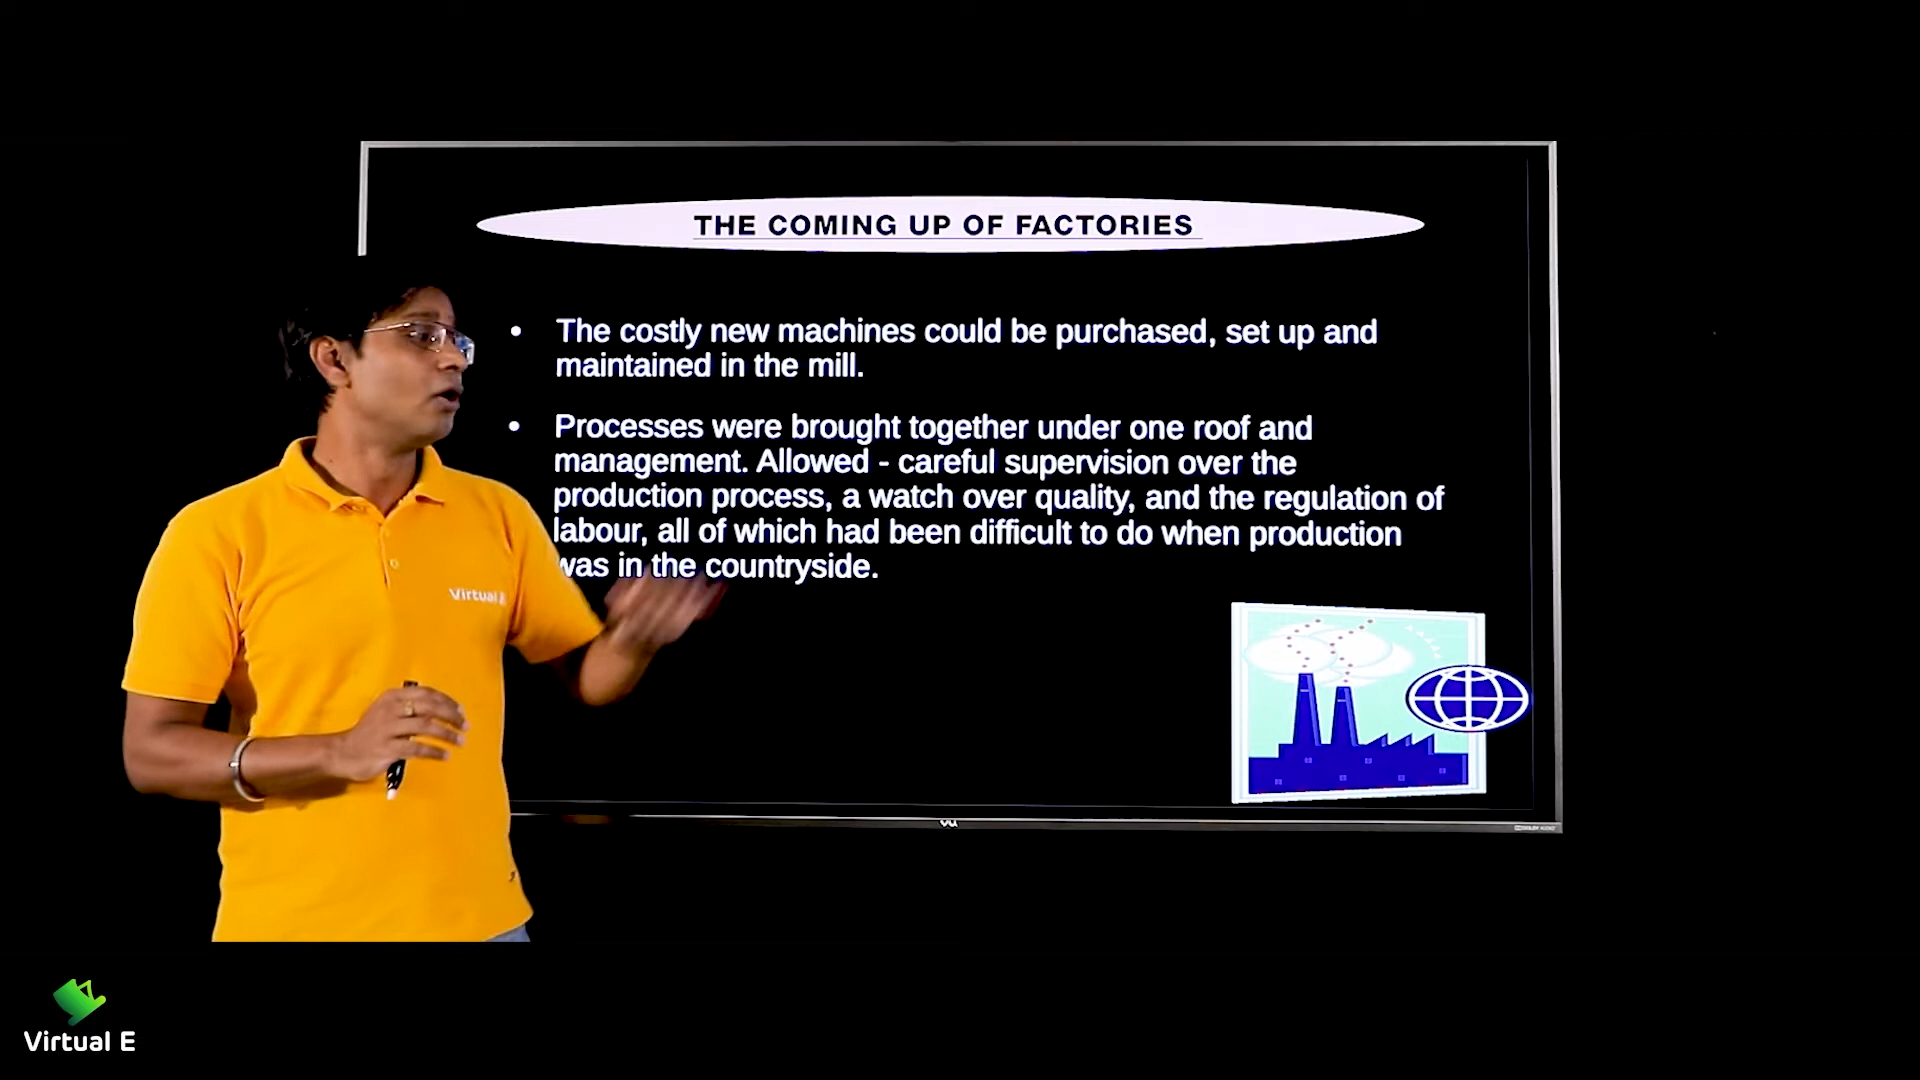 THE COMING UP OF FACTORIES
• The costly new machines could be purchased, set up and
maintained in the mill.
• Processes were brought together under one roof and
management. Allowed - careful supervision over the
production process, a watch over quality, and the regulation of
labour, all of which had been difficult to do when production
was in the countryside.
Virtual E
Virtual E